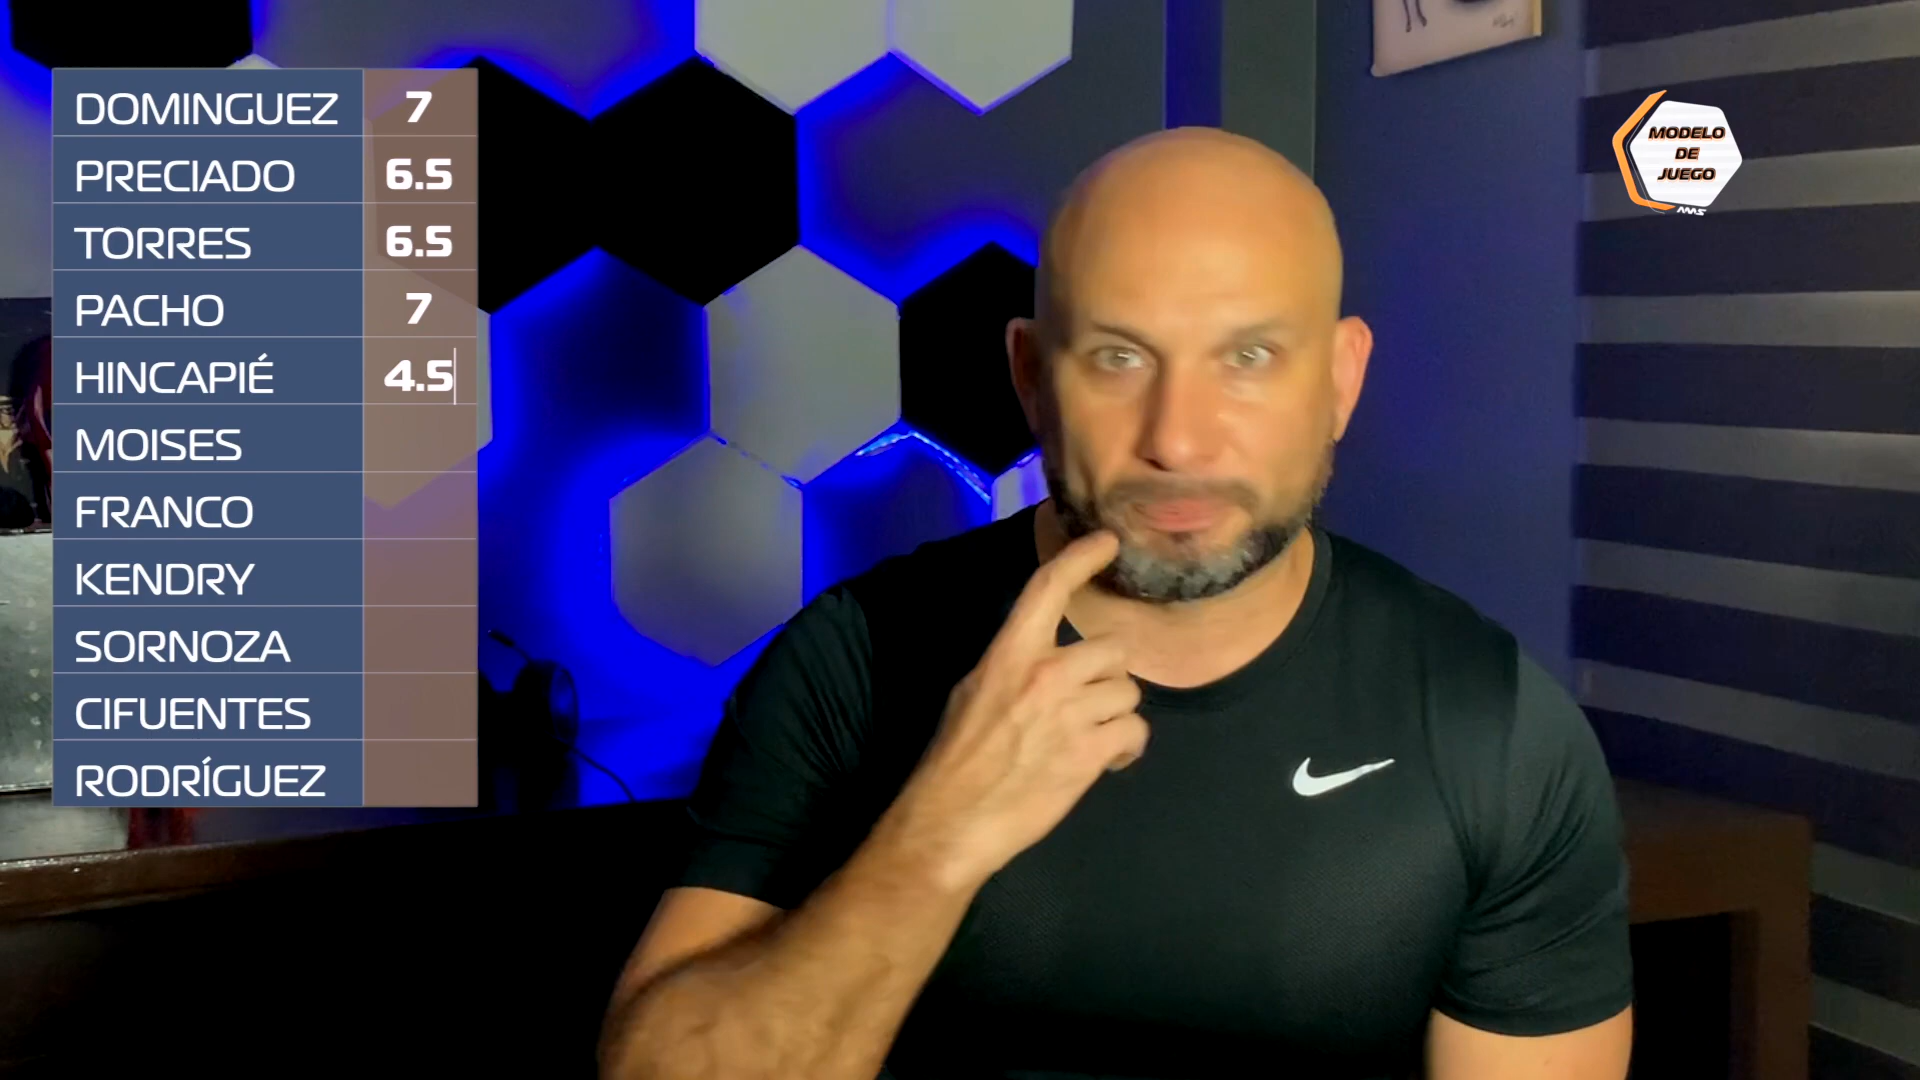 DOMINGUEZ 7
PRECIADO 6.5
TORRES 6.5
PACHO 7
HINCAPIÉ 4.5
MOISES
FRANCO
KENDRY
SORNOZA
CIFUENTES
RODRÍGUEZ
MODELO
DE
JUEGO